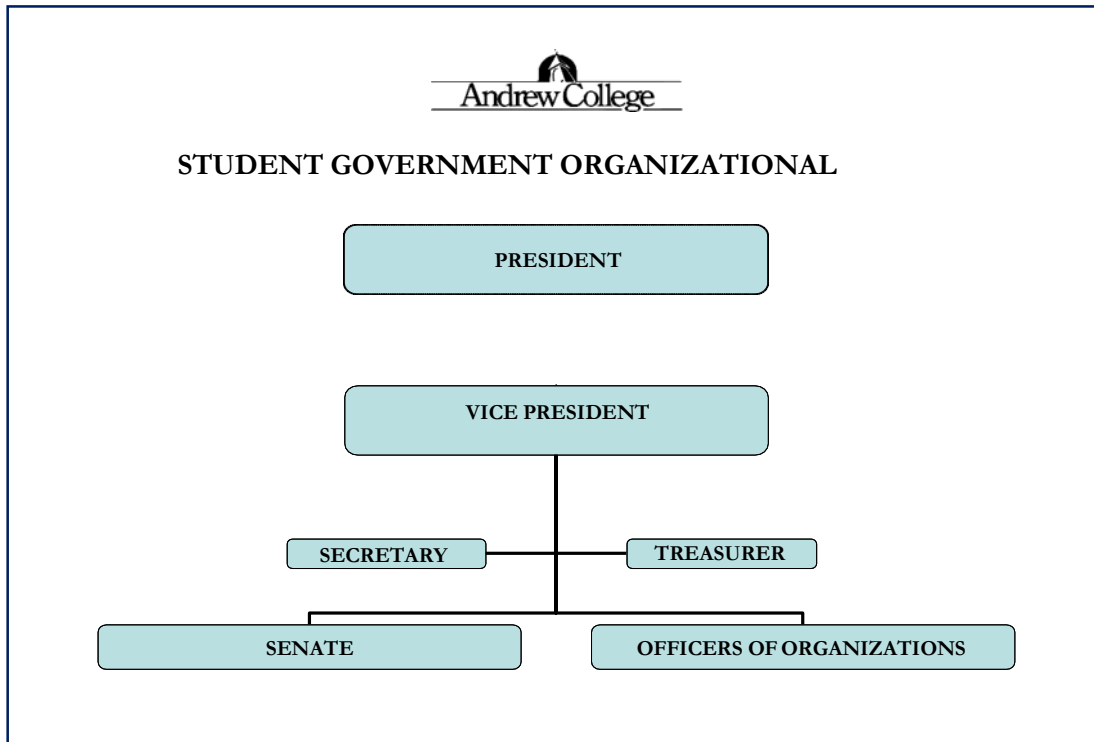 Andrew College
STUDENT GOVERNMENT ORGANIZATIONAL
PRESIDENT
VICE PRESIDENT
SECRETARY
TREASURER
SENATE
OFFICERS OF ORGANIZATIONS